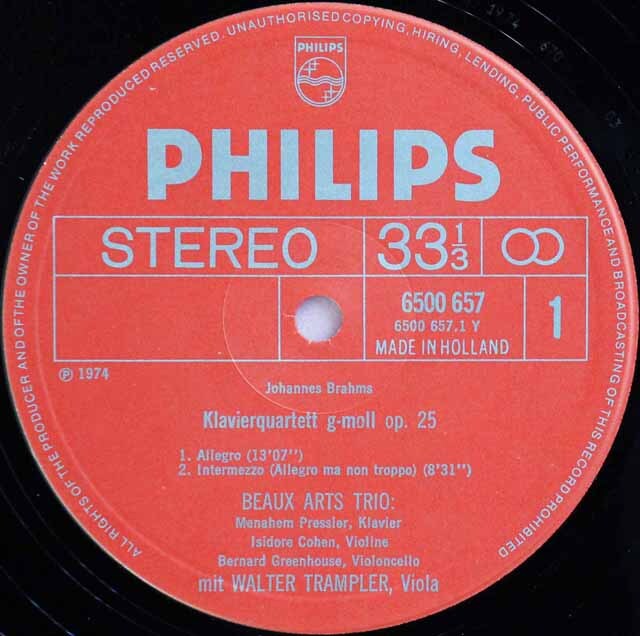 ALL RIGHTS OF THE PRODUCER AND OF THE OWNER OF THE WORK REPRODUCED RESERVED. UNAUTHORISED COPYING, HIRING, LENDING, PUBLIC PERFORMANCE AND BROADCASTING OF THIS RECORD PROHIBITED
PHILIPS
PHILIPS
STEREO 33 1/3
6500 657 1
6500 657.1 Y
MADE IN HOLLAND
℗ 1974
Johannes Brahms
Klavierquartett g-moll op. 25
1. Allegro (13'07'')
2. Intermezzo (Allegro ma non troppo) (8'31'')
BEAUX ARTS TRIO:
Menahem Pressler, Klavier
Isidore Cohen, Violine
Bernard Greenhouse, Violoncello
mit WALTER TRAMPLER, Viola